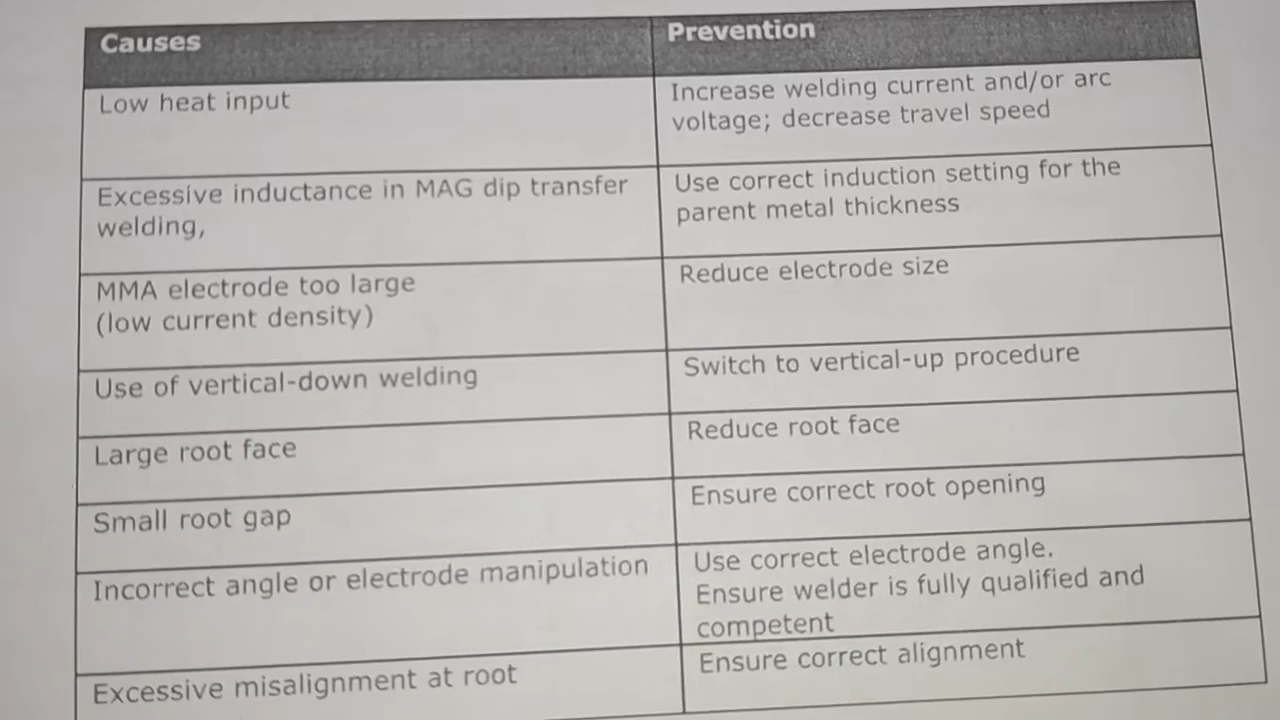 Causes
Prevention
Low heat input
Increase welding current and/or arc
voltage; decrease travel speed
Excessive inductance in MAG dip transfer
welding,
Use correct induction setting for the
parent metal thickness
MMA electrode too large
(low current density)
Reduce electrode size
Use of vertical-down welding
Switch to vertical-up procedure
Large root face
Reduce root face
Small root gap
Ensure correct root opening
Incorrect angle or electrode manipulation
Use correct electrode angle.
Ensure welder is fully qualified and
competent
Excessive misalignment at root
Ensure correct alignment